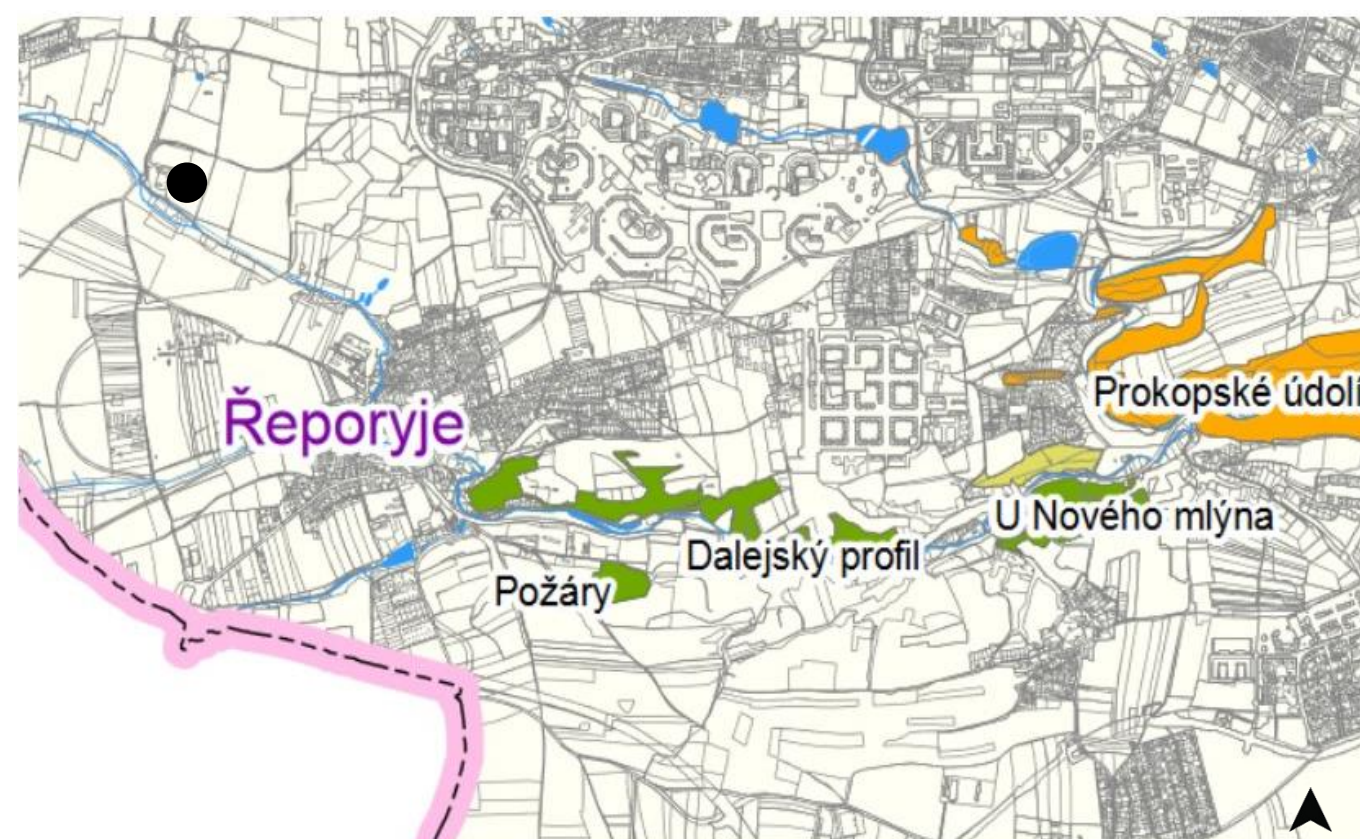 Prokopské údolí
Řeporyje
U Nového mlýna
Dalejský profil
Požáry